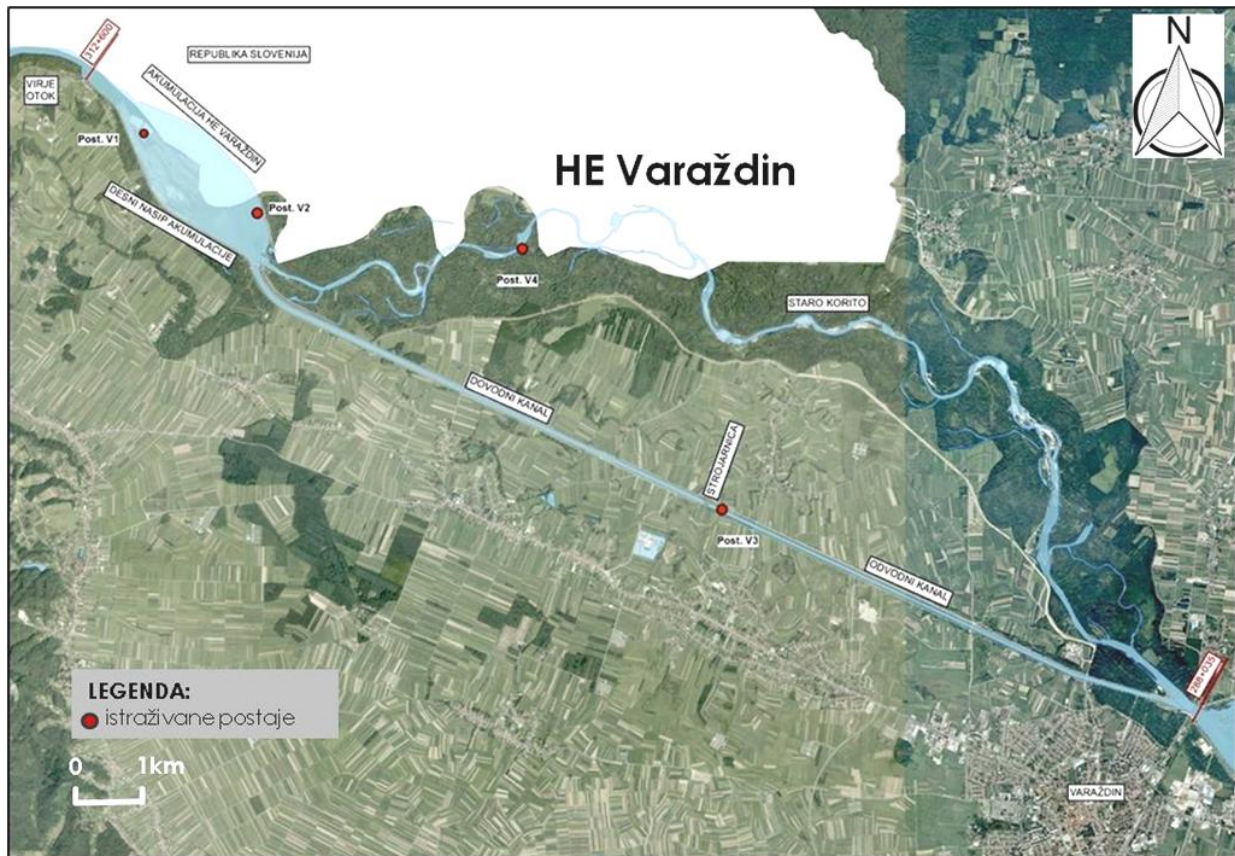 312+600
REPUBLIKA SLOVENIJA
N
VIRJE
OTOK
AKUMULACIJA HE VARAŽDIN
Post. V1
HE Varaždin
DESNI NASIP AKUMULACIJE
Post. V2
Post. V4
STARO KORITO
DOVODNI KANAL
STROJARNICA
Post. V3
ODVODNI KANAL
288+035
LEGENDA:
istraživane postaje
0 1km
VARAŽDIN